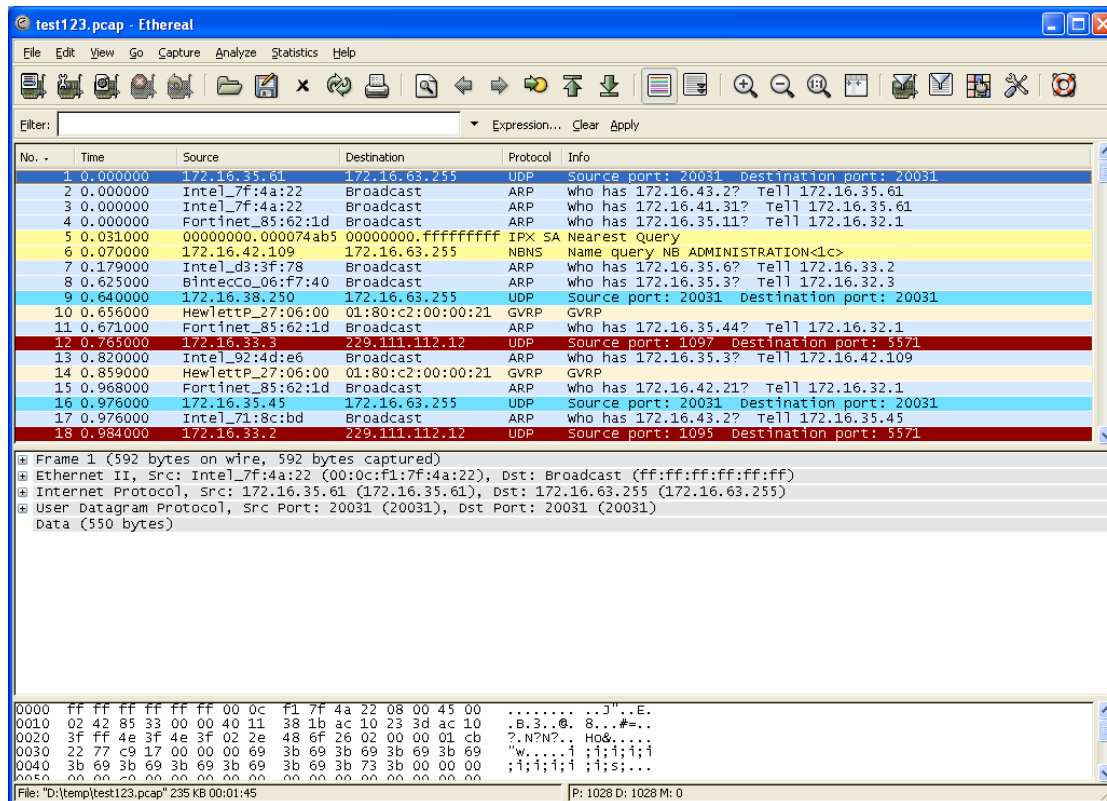 test123.pcap - Ethereal
File Edit View Go Capture Analyze Statistics Help
Filter: Expression... Clear Apply
No. Time Source Destination Protocol Info
1 0.000000 172.16.35.61 172.16.63.255 UDP Source port: 20031 Destination port: 20031
2 0.000000 Intel_7f:4a:22 Broadcast ARP who has 172.16.43.2? Tell 172.16.35.61
3 0.000000 Intel_7f:4a:22 Broadcast ARP who has 172.16.41.31? Tell 172.16.35.61
4 0.000000 Fortinet_85:62:1d Broadcast ARP who has 172.16.35.11? Tell 172.16.32.1
5 0.031000 00000000.000074ab5 00000000.fffffffff IPX SA Nearest Query
6 0.070000 172.16.42.109 172.16.63.255 NBNS Name query NB ADMINISTRATION<1c>
7 0.179000 Intel_d3:3f:78 Broadcast ARP who has 172.16.35.6? Tell 172.16.33.2
8 0.625000 BintecCo_06:f7:40 Broadcast ARP who has 172.16.35.3? Tell 172.16.32.3
9 0.640000 172.16.38.250 172.16.63.255 UDP Source port: 20031 Destination port: 20031
10 0.656000 HewlettP_27:06:00 01:80:c2:00:00:21 GVRP GVRP
11 0.671000 Fortinet_85:62:1d Broadcast ARP who has 172.16.35.44? Tell 172.16.32.1
12 0.765000 172.16.33.3 229.111.112.12 UDP Source port: 1097 Destination port: 5571
13 0.820000 Intel_92:4d:e6 Broadcast ARP who has 172.16.35.3? Tell 172.16.42.109
14 0.859000 HewlettP_27:06:00 01:80:c2:00:00:21 GVRP GVRP
15 0.968000 Fortinet_85:62:1d Broadcast ARP who has 172.16.42.21? Tell 172.16.32.1
16 0.976000 172.16.35.45 172.16.63.255 UDP Source port: 20031 Destination port: 20031
17 0.976000 Intel_71:8c:bd Broadcast ARP who has 172.16.43.2? Tell 172.16.35.45
18 0.984000 172.16.33.2 229.111.112.12 UDP Source port: 1095 Destination port: 5571
Frame 1 (592 bytes on wire, 592 bytes captured)
Ethernet II, Src: Intel_7f:4a:22 (00:0c:f1:7f:4a:22), Dst: Broadcast (ff:ff:ff:ff:ff:ff)
Internet Protocol, Src: 172.16.35.61 (172.16.35.61), Dst: 172.16.63.255 (172.16.63.255)
User Datagram Protocol, Src Port: 20031 (20031), Dst Port: 20031 (20031)
Data (550 bytes)
0000 ff ff ff ff ff ff 00 0c f1 7f 4a 22 08 00 45 00 ........ ..J"..E.
0010 02 42 85 33 00 00 40 11 38 1b ac 10 23 3d ac 10 .B.3..@. 8...#=..
0020 3f ff 4e 3f 4e 3f 02 2e 48 6f 26 02 00 00 01 cb ?.N?N?.. Ho&.....
0030 22 77 c9 17 00 00 00 69 3b 69 3b 69 3b 69 3b 69 "w.....i ;i;i;i;i
0040 3b 69 3b 69 3b 69 3b 69 3b 69 3b 73 3b 00 00 00 ;i;i;i;i ;i;s;...
0050 00 00 c0 00 00 00 00 00 00 00 00 00 00 00 00 00
File: "D:\temp\test123.pcap" 235 KB 00:01:45 P: 1028 D: 1028 M: 0